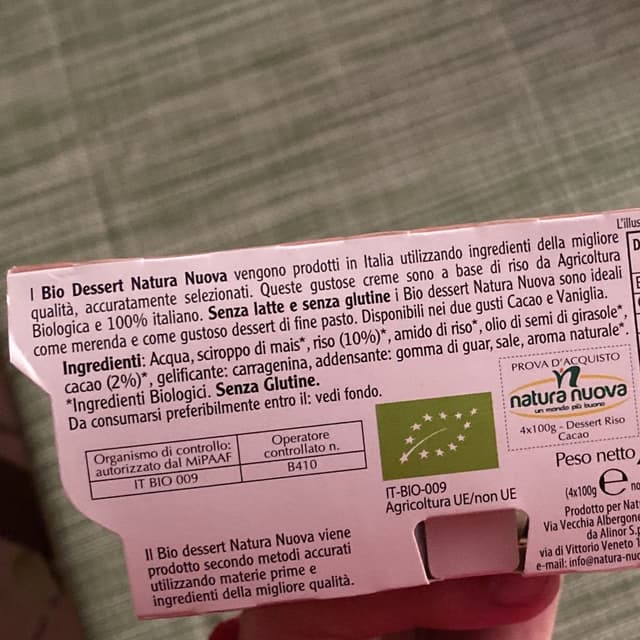 L'illus
I Bio Dessert Natura Nuova vengono prodotti in Italia utilizzando ingredienti della migliore
qualità, accuratamente selezionati. Queste gustose creme sono a base di riso da Agricoltura
Biologica e 100% italiano. Senza latte e senza glutine i Bio dessert Natura Nuova sono ideali
come merenda e come gustoso dessert di fine pasto. Disponibili nei due gusti Cacao e Vaniglia.
Ingredienti: Acqua, sciroppo di mais*, riso (10%)*, amido di riso*, olio di semi di girasole*,
cacao (2%)*, gelificante: carragenina, addensante: gomma di guar, sale, aroma naturale*.
*Ingredienti Biologici. Senza Glutine.
Da consumarsi preferibilmente entro il: vedi fondo.
Organismo di controllo:
autorizzato dal MiPAAF
IT BIO 009
Operatore
controllato n.
B410
IT-BIO-009
Agricoltura UE/non UE
PROVA D'ACQUISTO
n
natura nuova
un mondo più buono
4x100g - Dessert Riso
Cacao
Peso netto
(4x100g e no
Prodotto per Nat
Via Vecchia Albergone
da Alinor S.p
via di Vittorio Veneto 1
e-mail: info@natura-nuo
Il Bio dessert Natura Nuova viene
prodotto secondo metodi accurati
utilizzando materie prime e
ingredienti della migliore qualità.